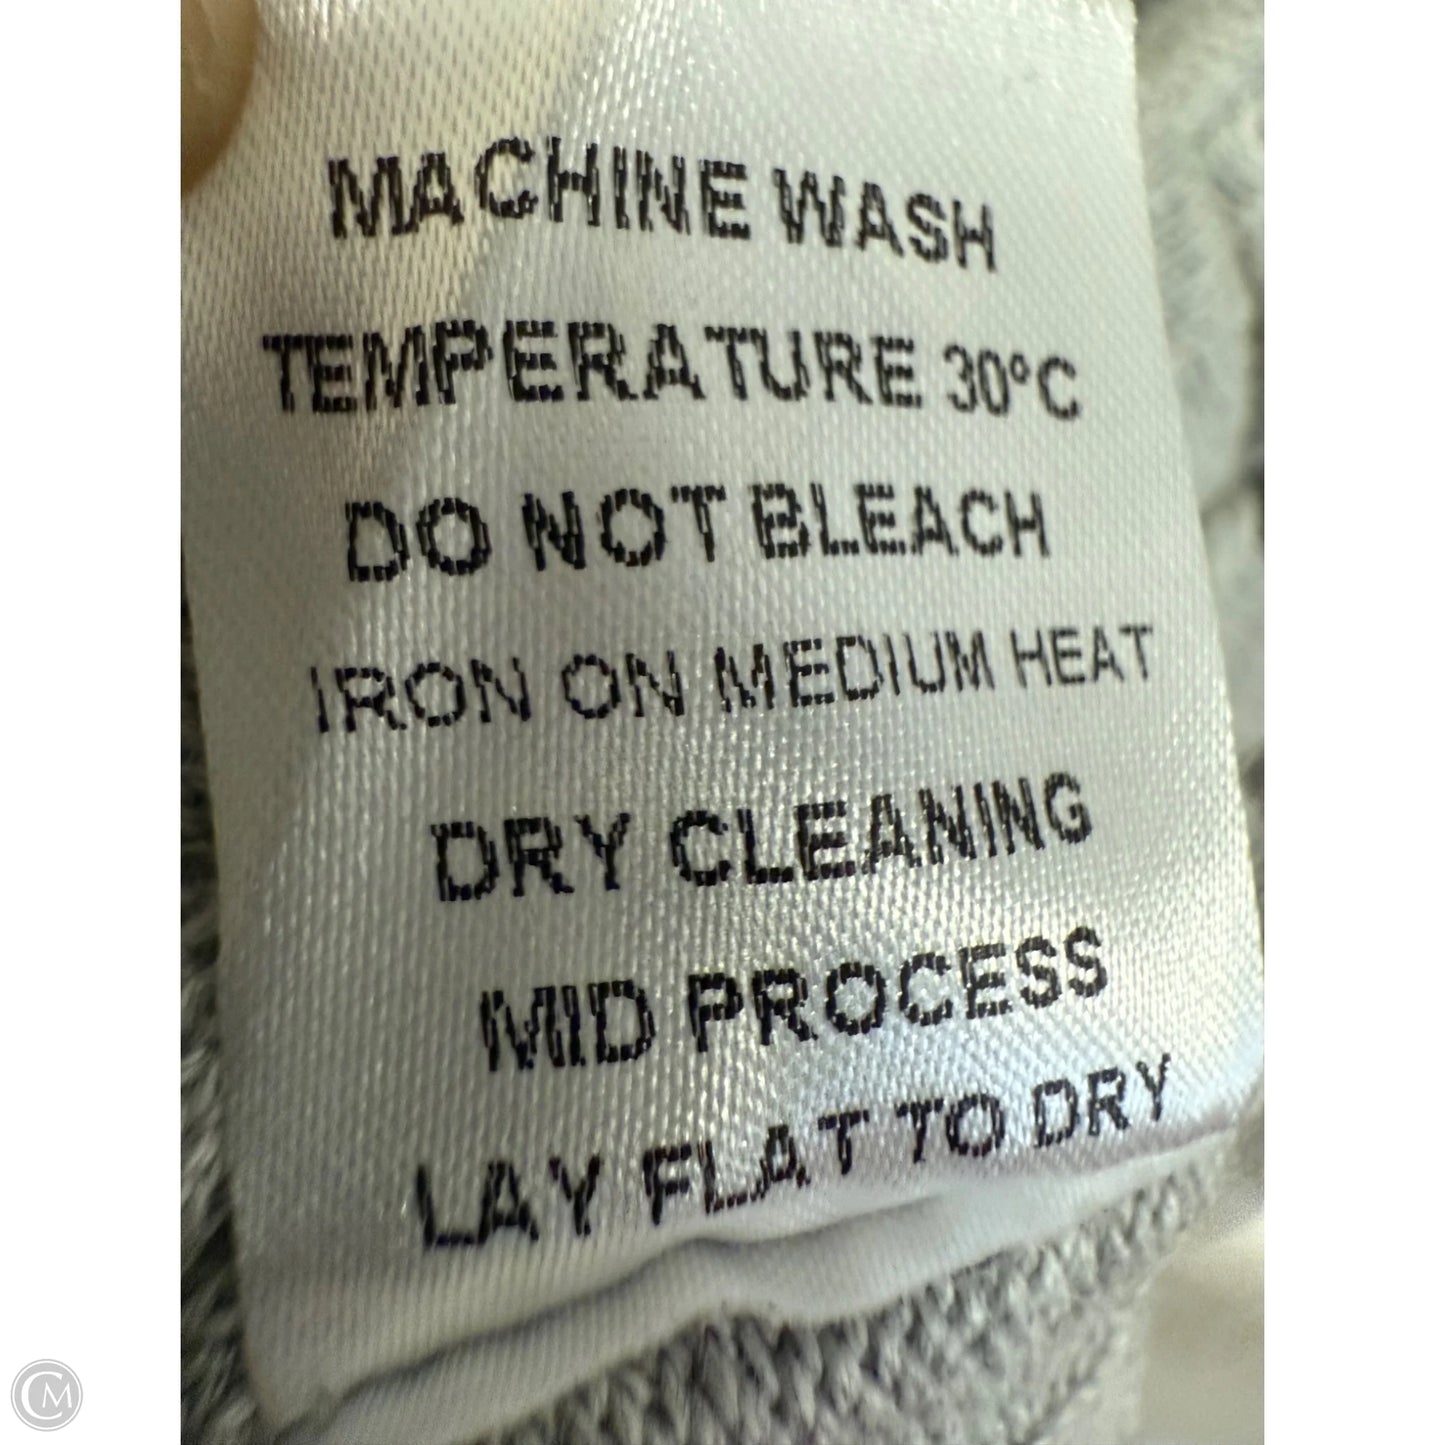 MACHINE WASH
TEMPERATURE 30°C
DO NOT BLEACH
IRON ON MEDIUM HEAT
DRY CLEANING
MID PROCESS
LAY FLAT TO DRY
CM